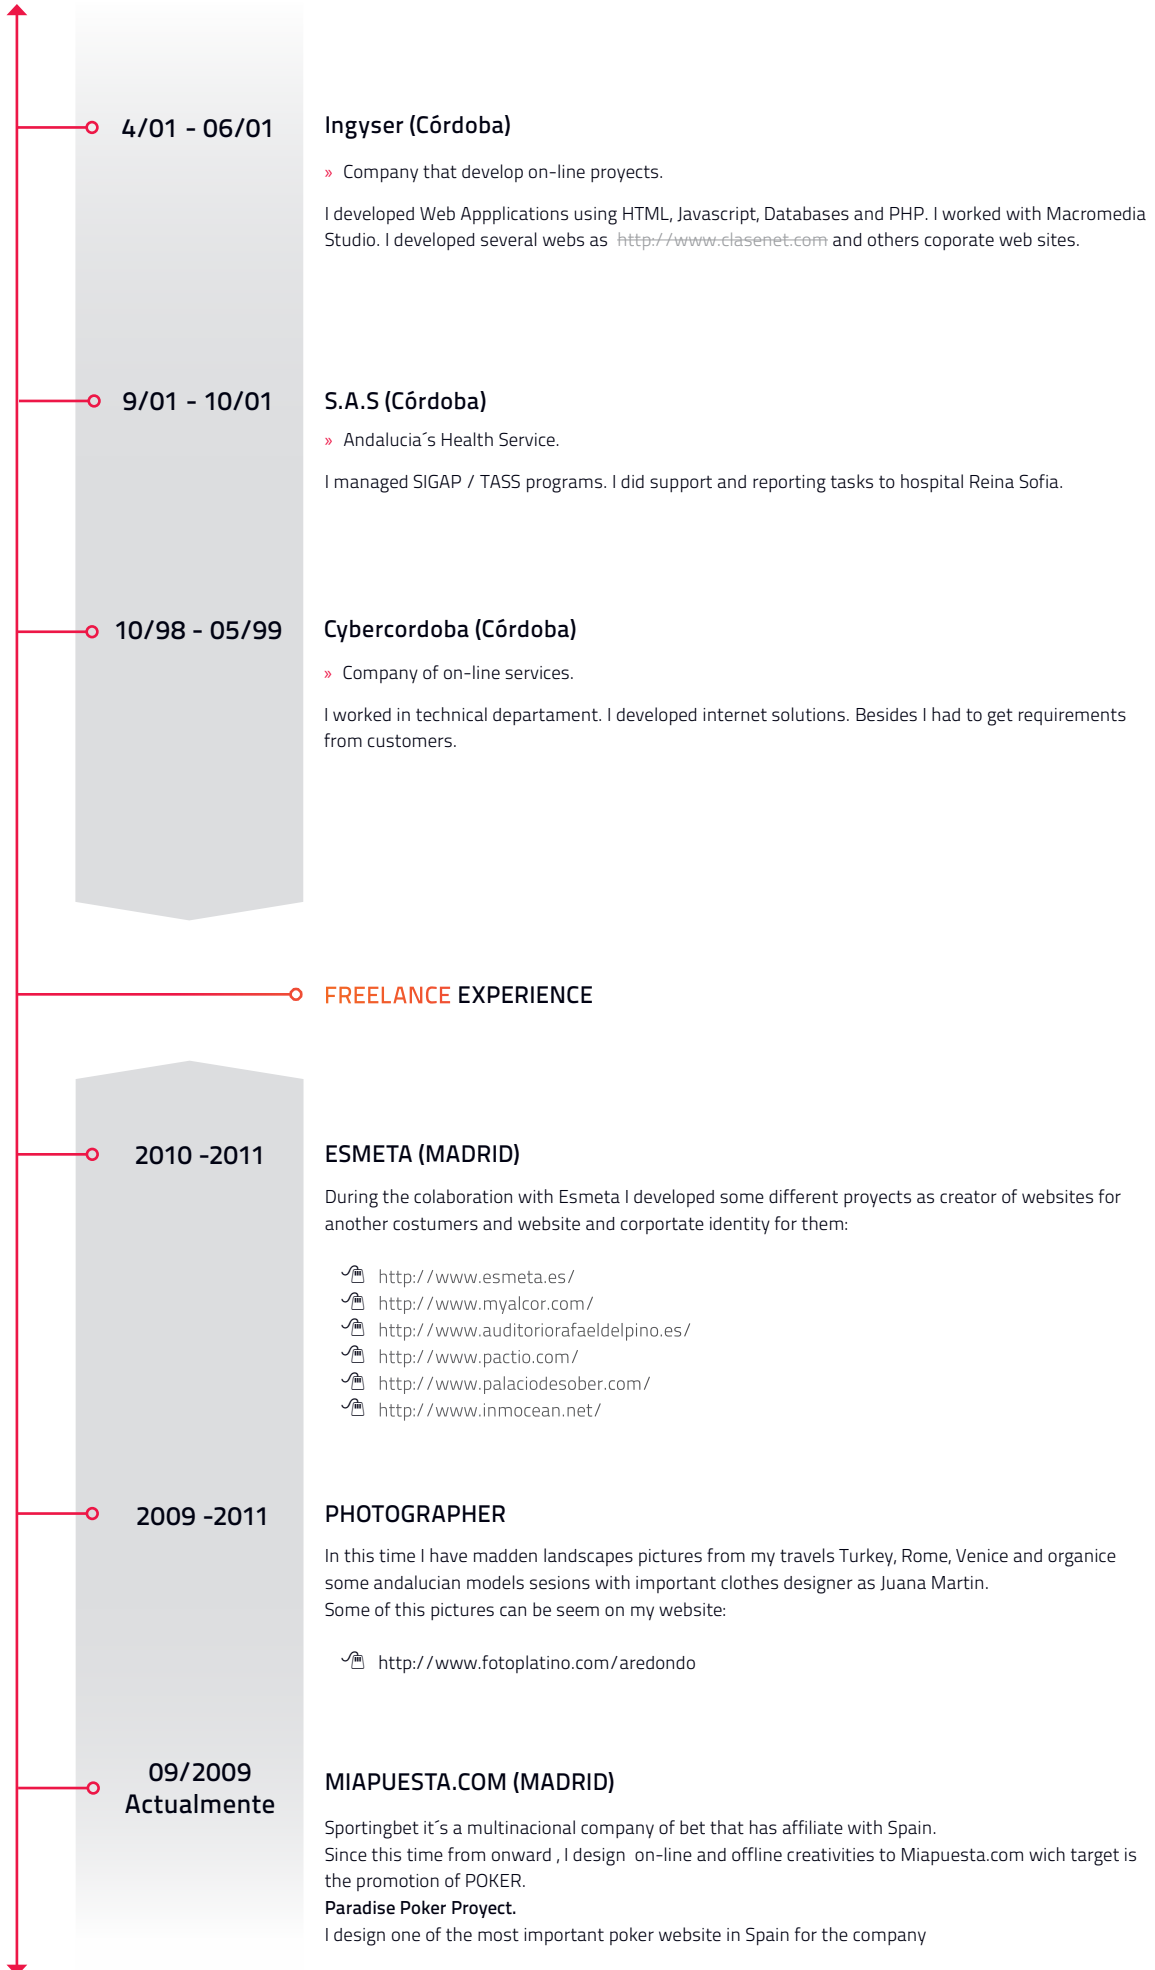 4/01 - 06/01
Ingyser (Córdoba)
» Company that develop on-line proyects.
I developed Web Appplications using HTML, Javascript, Databases and PHP. I worked with Macromedia
Studio. I developed several webs as http://www.clasenet.com and others coporate web sites.
9/01 - 10/01
S.A.S (Córdoba)
» Andalucia´s Health Service.
I managed SIGAP / TASS programs. I did support and reporting tasks to hospital Reina Sofia.
10/98 - 05/99
Cybercordoba (Córdoba)
» Company of on-line services.
I worked in technical departament. I developed internet solutions. Besides I had to get requirements
from customers.
FREELANCE EXPERIENCE
2010 -2011
ESMETA (MADRID)
During the colaboration with Esmeta I developed some different proyects as creator of websites for
another costumers and website and corportate identity for them:
http://www.esmeta.es/
http://www.myalcor.com/
http://www.auditoriorafaeldelpino.es/
http://www.pactio.com/
http://www.palaciodesober.com/
http://www.inmocean.net/
2009 -2011
PHOTOGRAPHER
In this time I have madden landscapes pictures from my travels Turkey, Rome, Venice and organice
some andalucian models sesions with important clothes designer as Juana Martin.
Some of this pictures can be seem on my website:
http://www.fotoplatino.com/aredondo
09/2009
Actualmente
MIAPUESTA.COM (MADRID)
Sportingbet it´s a multinacional company of bet that has affiliate with Spain.
Since this time from onward , I design on-line and offline creativities to Miapuesta.com wich target is
the promotion of POKER.
Paradise Poker Proyect.
I design one of the most important poker website in Spain for the company